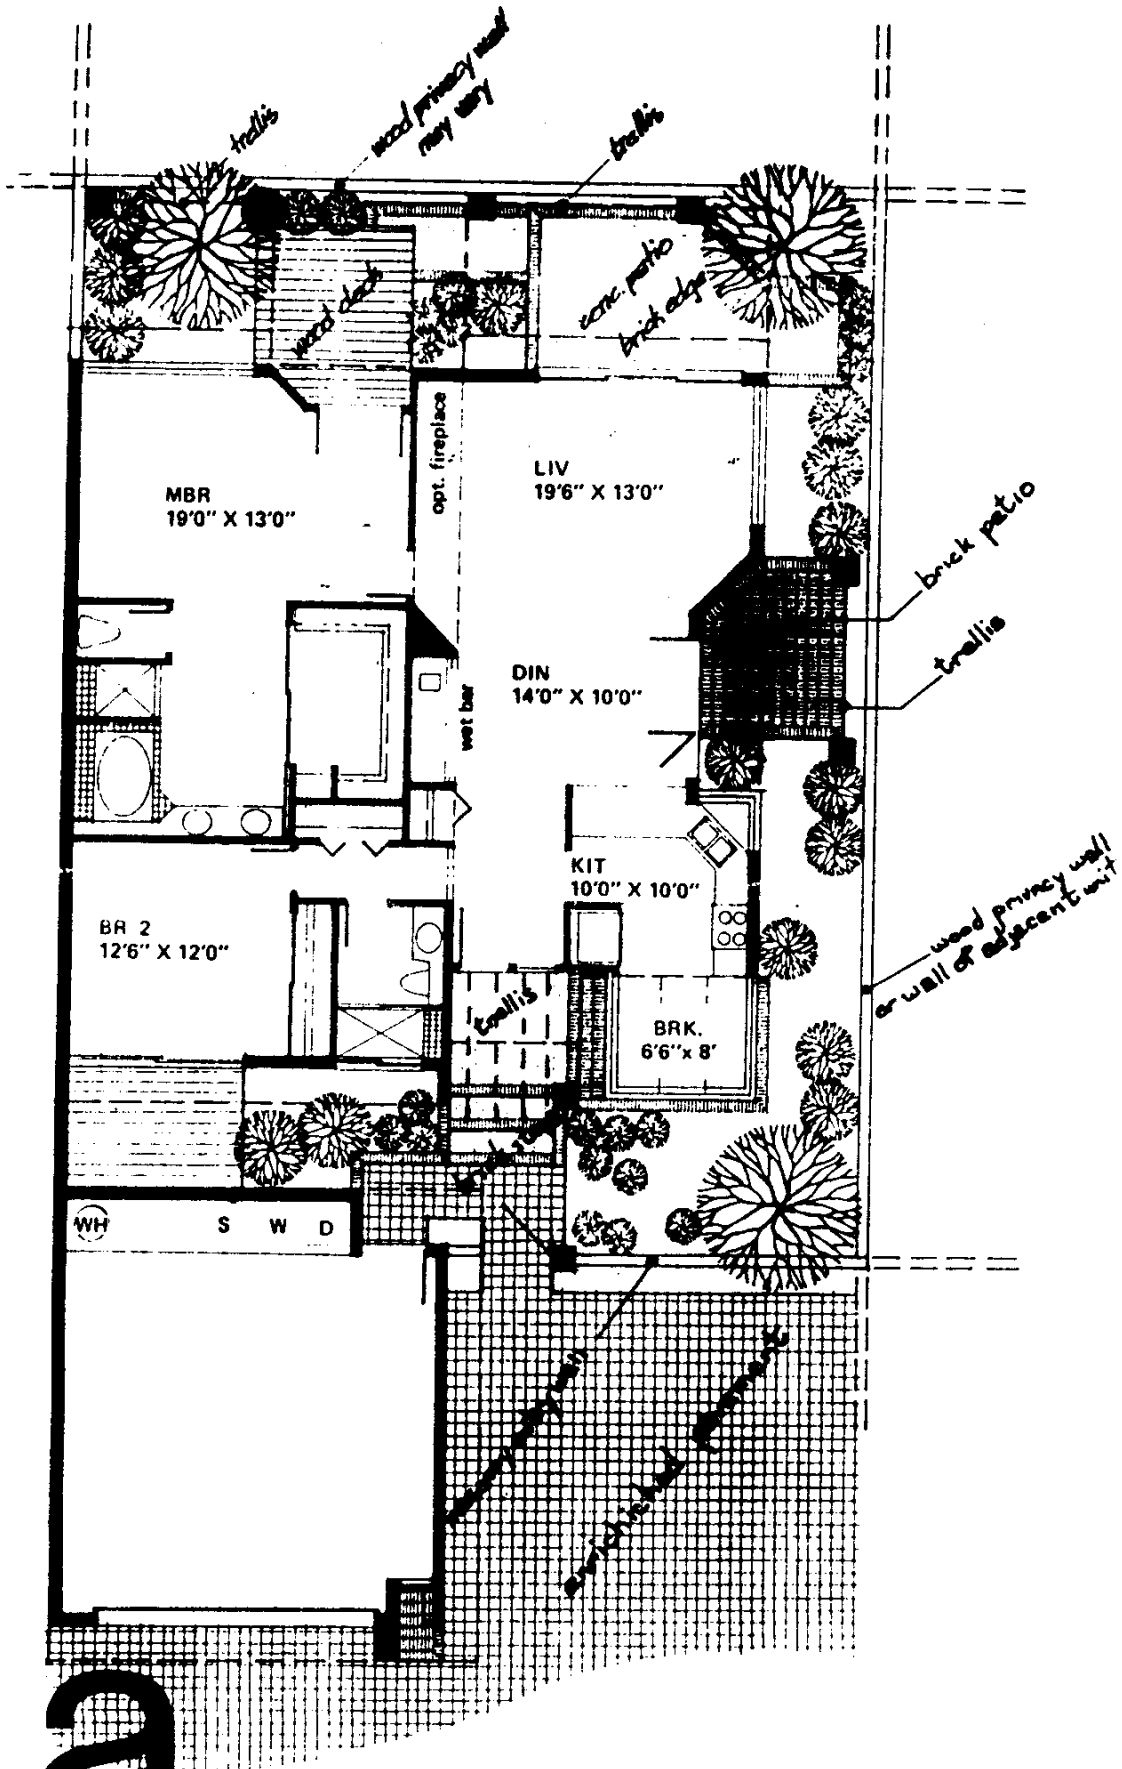 trellis
wood privacy wall
may vary
trellis
wood deck
conc. patio
brick edge
opt. fireplace
LIV
19'6" X 13'0"
MBR
19'0" X 13'0"
brick patio
trellis
DIN
14'0" X 10'0"
wet bar
KIT
10'0" X 10'0"
BR 2
12'6" X 12'0"
wood privacy wall
or wall of adjacent unit
trellis
BRK.
6'6" x 8'
WH
S
W
D
enrichited pavement